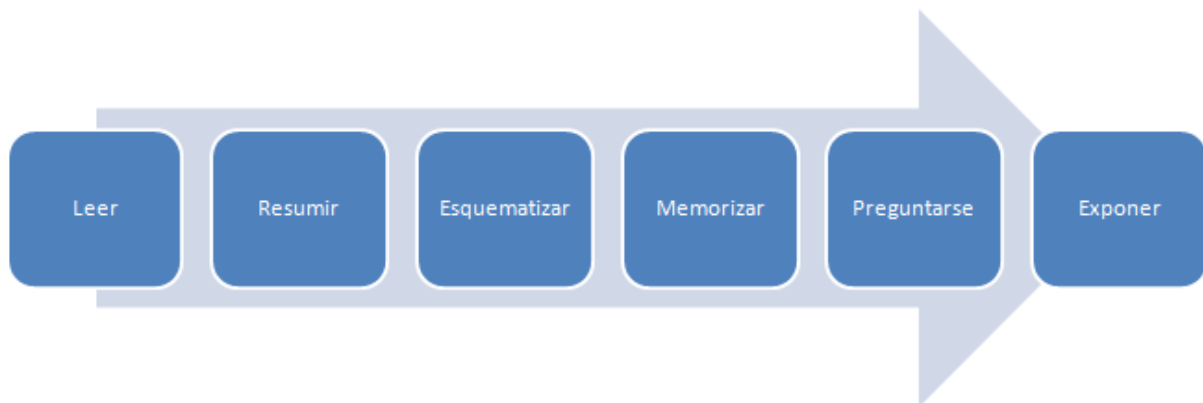 Leer
Resumir
Esquematizar
Memorizar
Preguntarse
Exponer